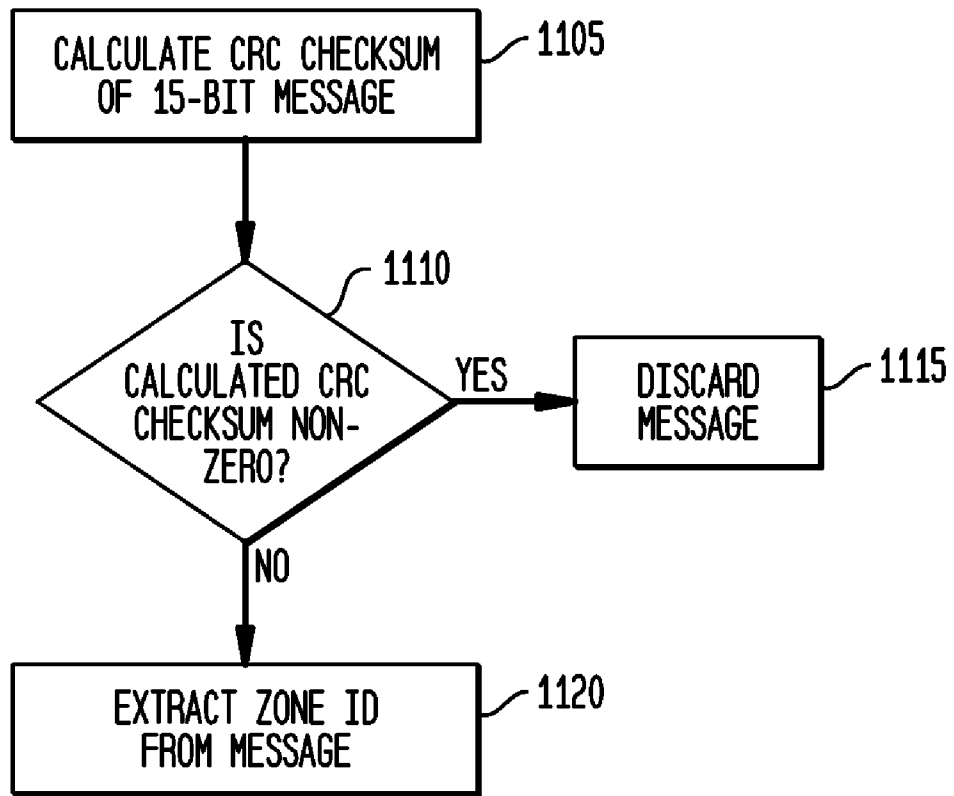 CALCULATE CRC CHECKSUM
OF 15-BIT MESSAGE
1105
1110
IS
CALCULATED CRC
CHECKSUM NON-
ZERO?
YES
DISCARD
MESSAGE
1115
NO
EXTRACT ZONE ID
FROM MESSAGE
1120